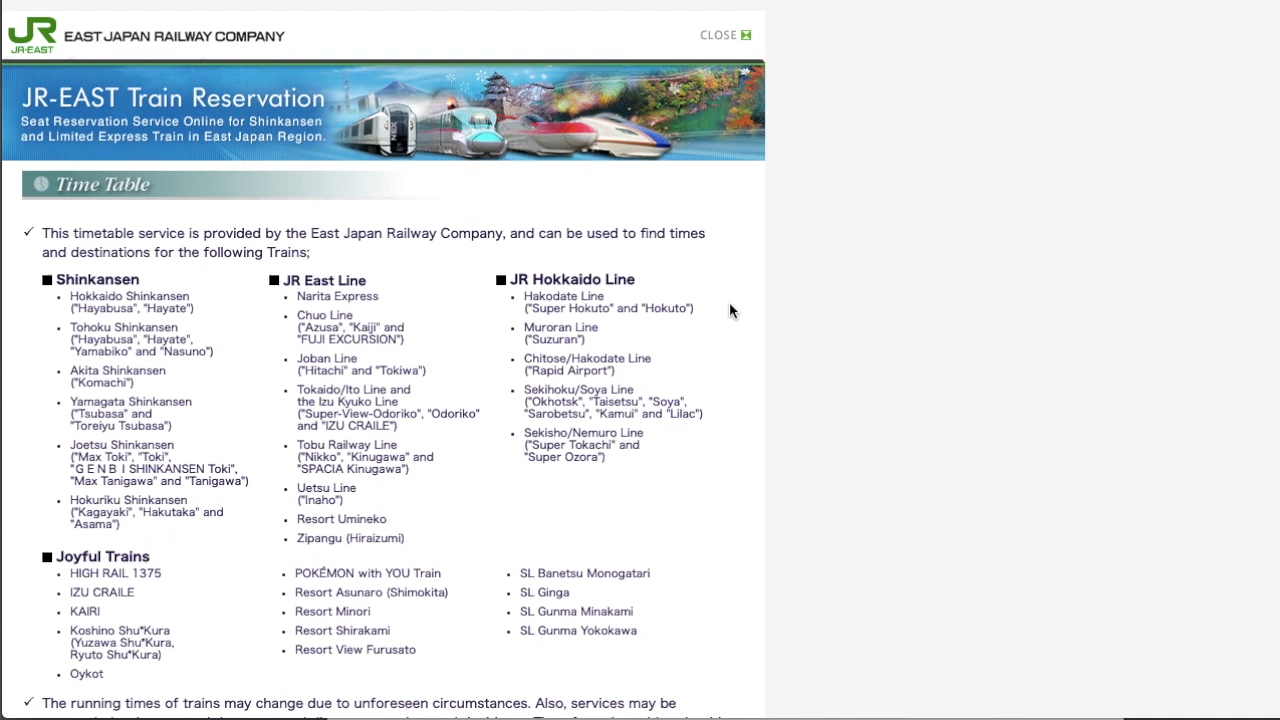 JR
JR-EAST
EAST JAPAN RAILWAY COMPANY
CLOSE
JR-EAST Train Reservation
Seat Reservation Service Online for Shinkansen
and Limited Express Train in East Japan Region.
Time Table
✓ This timetable service is provided by the East Japan Railway Company, and can be used to find times
and destinations for the following Trains;
■ Shinkansen
• Hokkaido Shinkansen
("Hayabusa", "Hayate")
• Tohoku Shinkansen
("Hayabusa", "Hayate",
"Yamabiko" and "Nasuno")
• Akita Shinkansen
("Komachi")
• Yamagata Shinkansen
("Tsubasa" and
"Toreiyu Tsubasa")
• Joetsu Shinkansen
("Max Toki", "Toki",
"G E N B I SHINKANSEN Toki",
"Max Tanigawa" and "Tanigawa")
• Hokuriku Shinkansen
("Kagayaki", "Hakutaka" and
"Asama")
■ JR East Line
• Narita Express
• Chuo Line
("Azusa", "Kaiji" and
"FUJI EXCURSION")
• Joban Line
("Hitachi" and "Tokiwa")
• Tokaido/Ito Line and
the Izu Kyuko Line
("Super-View-Odoriko", "Odoriko"
and "IZU CRAILE")
• Tobu Railway Line
("Nikko", "Kinugawa" and
"SPACIA Kinugawa")
• Uetsu Line
("Inaho")
• Resort Umineko
• Zipangu (Hiraizumi)
■ JR Hokkaido Line
• Hakodate Line
("Super Hokuto" and "Hokuto")
• Muroran Line
("Suzuran")
• Chitose/Hakodate Line
("Rapid Airport")
• Sekihoku/Soya Line
("Okhotsk", "Taisetsu", "Soya",
"Sarobetsu", "Kamui" and "Lilac")
• Sekisho/Nemuro Line
("Super Tokachi" and
"Super Ozora")
■ Joyful Trains
• HIGH RAIL 1375
• IZU CRAILE
• KAIRI
• Koshino Shu*Kura
(Yuzawa Shu*Kura,
Ryuto Shu*Kura)
• Oykot
• POKÉMON with YOU Train
• Resort Asunaro (Shimokita)
• Resort Minori
• Resort Shirakami
• Resort View Furusato
• SL Banetsu Monogatari
• SL Ginga
• SL Gunma Minakami
• SL Gunma Yokokawa
✓ The running times of trains may change due to unforeseen circumstances. Also, services may be